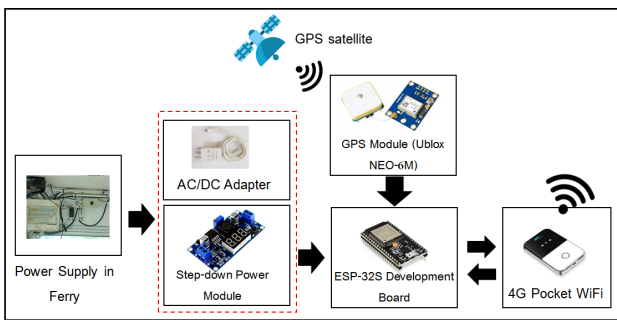 GPS satellite
GPS Module (Ublox
NEO-6M)
AC/DC Adapter
Power Supply in
Ferry
Step-down Power
Module
ESP-32S Development
Board
4G Pocket WiFi